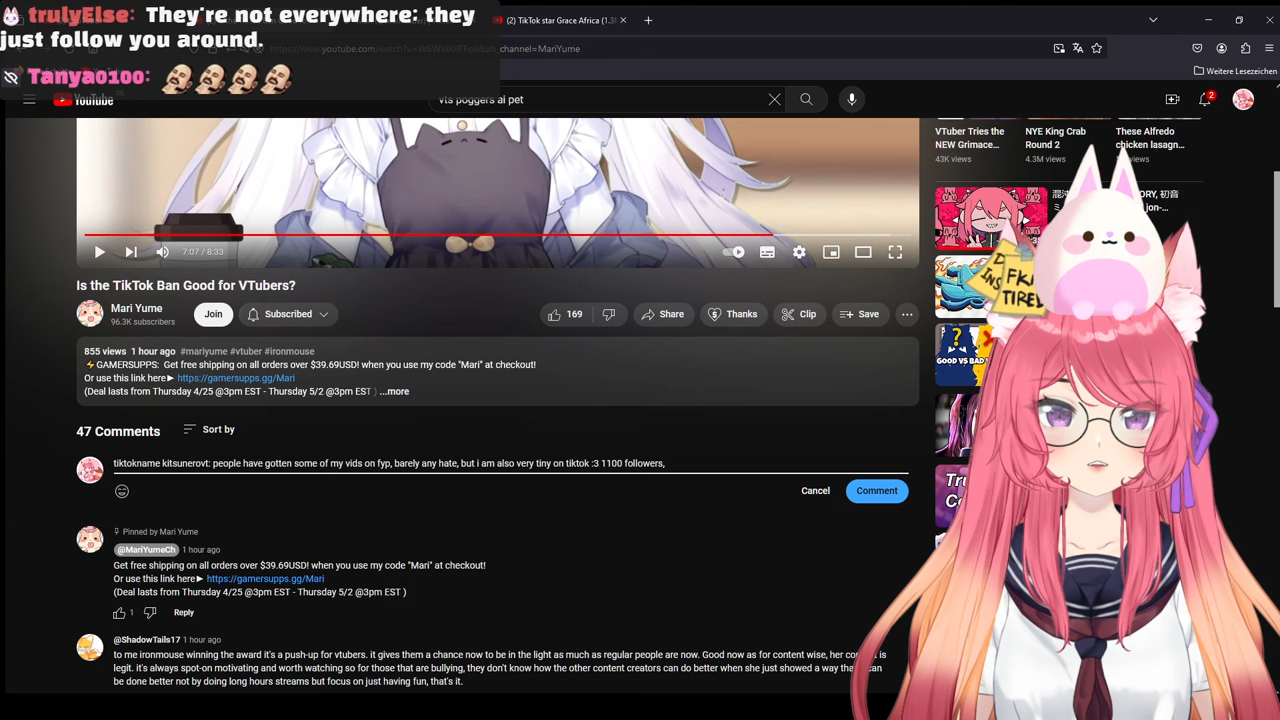 trulyElse: They're not everywhere: they
just follow you around.
Tanya0100:
(2) TikTok star Grace Africa (1.3
channel=MariYume
Weitere Lesezeichen
YouTube
vts poggers ai pet
2
VTuber Tries the
NEW Grimace...
43K views
NYE King Crab
Round 2
4.3M views
These Alfredo
chicken lasagn...
views
7:07 / 8:33
Is the TikTok Ban Good for VTubers?
Mari Yume
96.3K subscribers
Join
Subscribed
169
Share
Thanks
Clip
Save
855 views 1 hour ago #mariyume #vtuber #ironmouse
⚡GAMERSUPPS: Get free shipping on all orders over $39.69USD! when you use my code "Mari" at checkout!
Or use this link here► https://gamersupps.gg/Mari
(Deal lasts from Thursday 4/25 @3pm EST - Thursday 5/2 @3pm EST ) ...more
FKI
TIRED
GOOD VS BAD
47 Comments
Sort by
tiktokname kitsunerovt: people have gotten some of my vids on fyp, barely any hate, but i am also very tiny on tiktok :3 1100 followers,
Cancel
Comment
Pinned by Mari Yume
@MariYumeCh 1 hour ago
Get free shipping on all orders over $39.69USD! when you use my code "Mari" at checkout!
Or use this link here► https://gamersupps.gg/Mari
(Deal lasts from Thursday 4/25 @3pm EST - Thursday 5/2 @3pm EST )
1
Reply
@ShadowTails17 1 hour ago
to me ironmouse winning the award it's a push-up for vtubers. it gives them a chance now to be in the light as much as regular people are now. Good now as for content wise, her content is
legit. it's always spot-on motivating and worth watching so for those that are bullying, they don't know how the other content creators can do better when she just showed a way that can
be done better not by doing long hours streams but focus on just having fun, that's it.